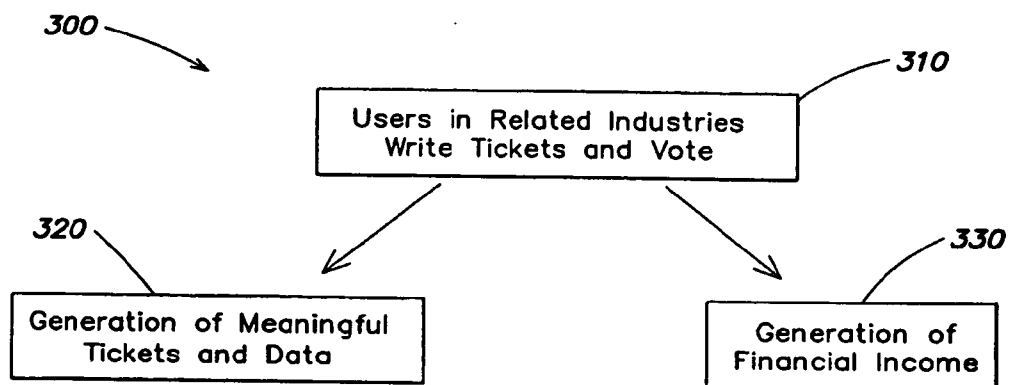 300
310
Users in Related Industries
Write Tickets and Vote
320
330
Generation of Meaningful
Tickets and Data
Generation of
Financial Income